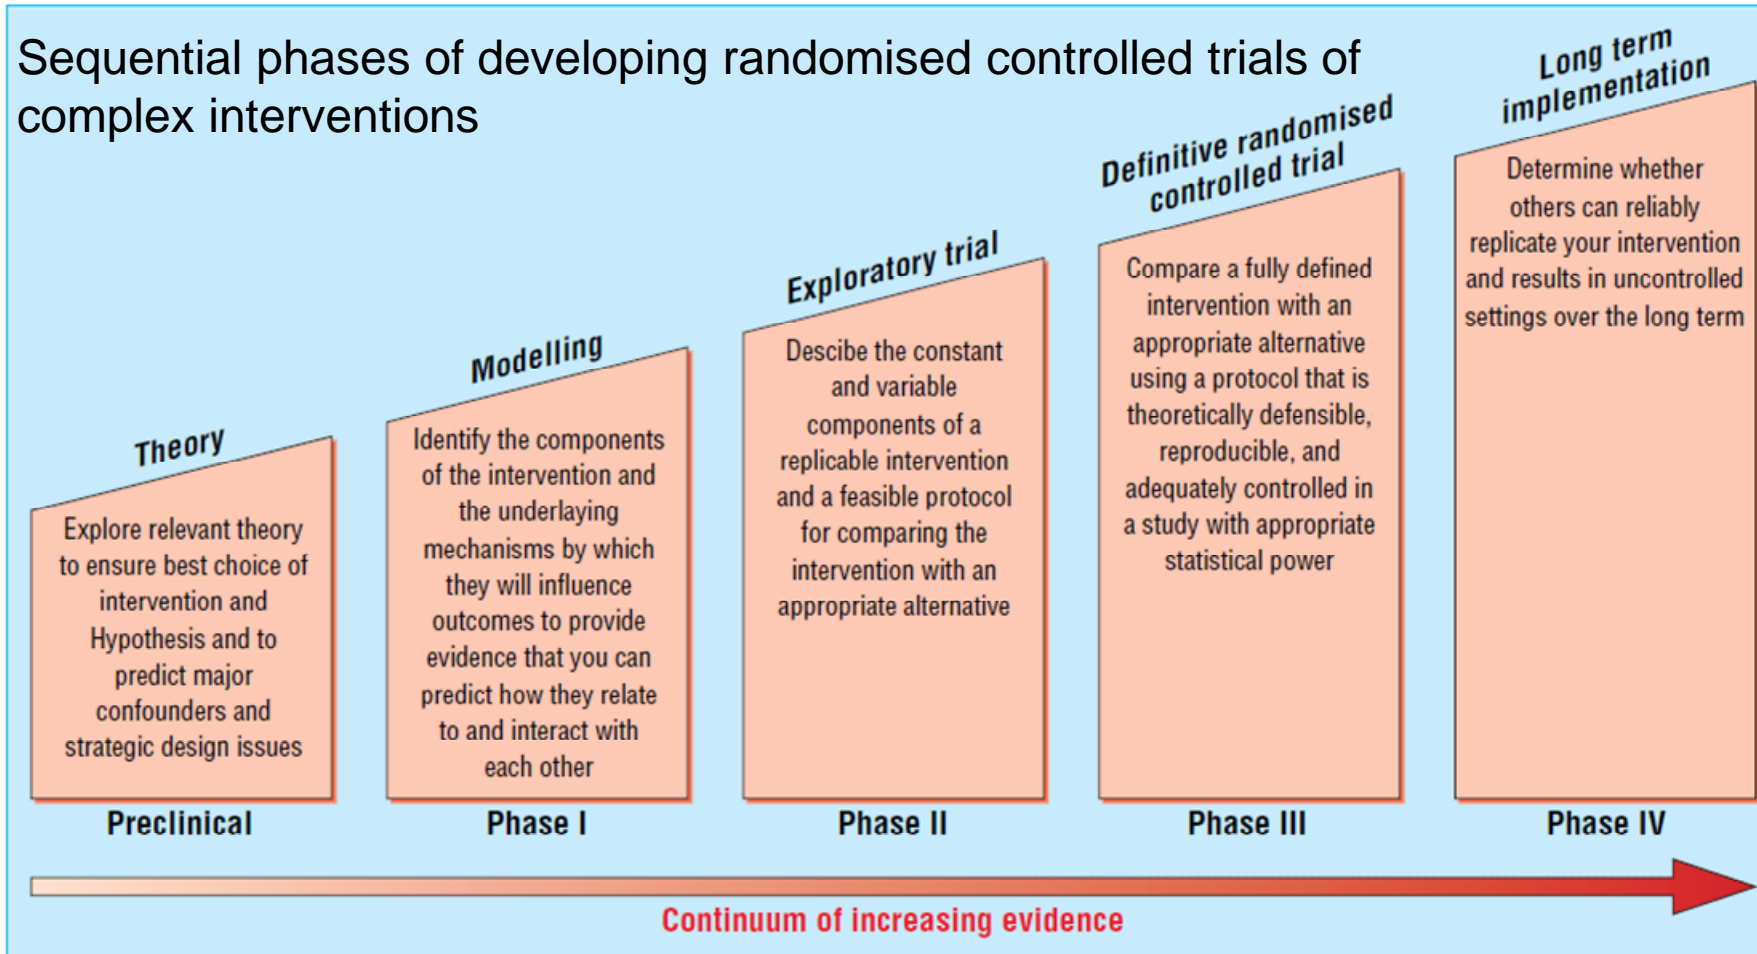 Sequential phases of developing randomised controlled trials of
complex interventions
Theory
Explore relevant theory
to ensure best choice of
intervention and
Hypothesis and to
predict major
confounders and
strategic design issues
Preclinical
Modelling
Identify the components
of the intervention and
the underlaying
mechanisms by which
they will influence
outcomes to provide
evidence that you can
predict how they relate
to and interact with
each other
Phase I
Exploratory trial
Descibe the constant
and variable
components of a
replicable intervention
and a feasible protocol
for comparing the
intervention with an
appropriate alternative
Phase II
Definitive randomised
controlled trial
Compare a fully defined
intervention with an
appropriate alternative
using a protocol that is
theoretically defensible,
reproducible, and
adequately controlled in
a study with appropriate
statistical power
Phase III
Long term
implementation
Determine whether
others can reliably
replicate your intervention
and results in uncontrolled
settings over the long term
Phase IV
Continuum of increasing evidence